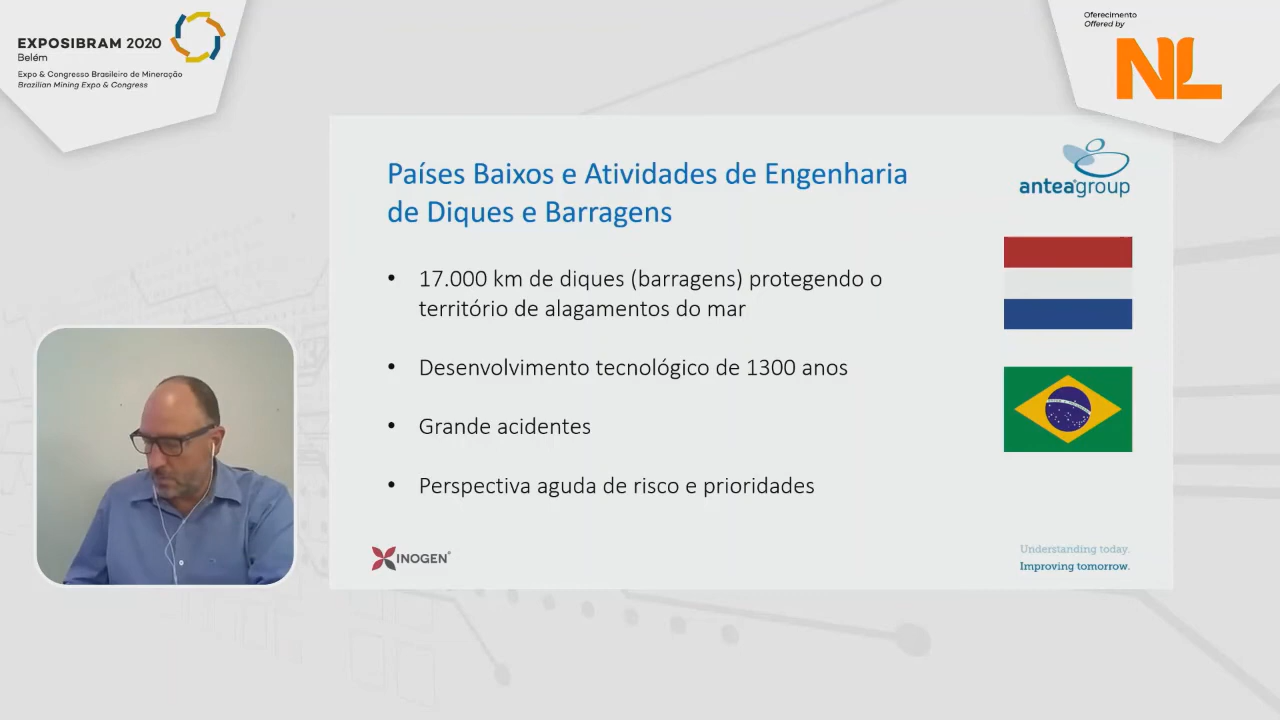 EXPOSIBRAM 2020
Belém
Expo & Congresso Brasileiro de Mineração
Brazilian Mining Expo & Congress
Oferecimento
Offered by
NL
anteagroup
Países Baixos e Atividades de Engenharia
de Diques e Barragens
• 17.000 km de diques (barragens) protegendo o
território de alagamentos do mar
• Desenvolvimento tecnológico de 1300 anos
• Grande acidentes
• Perspectiva aguda de risco e prioridades
INOGEN®
Understanding today.
Improving tomorrow.